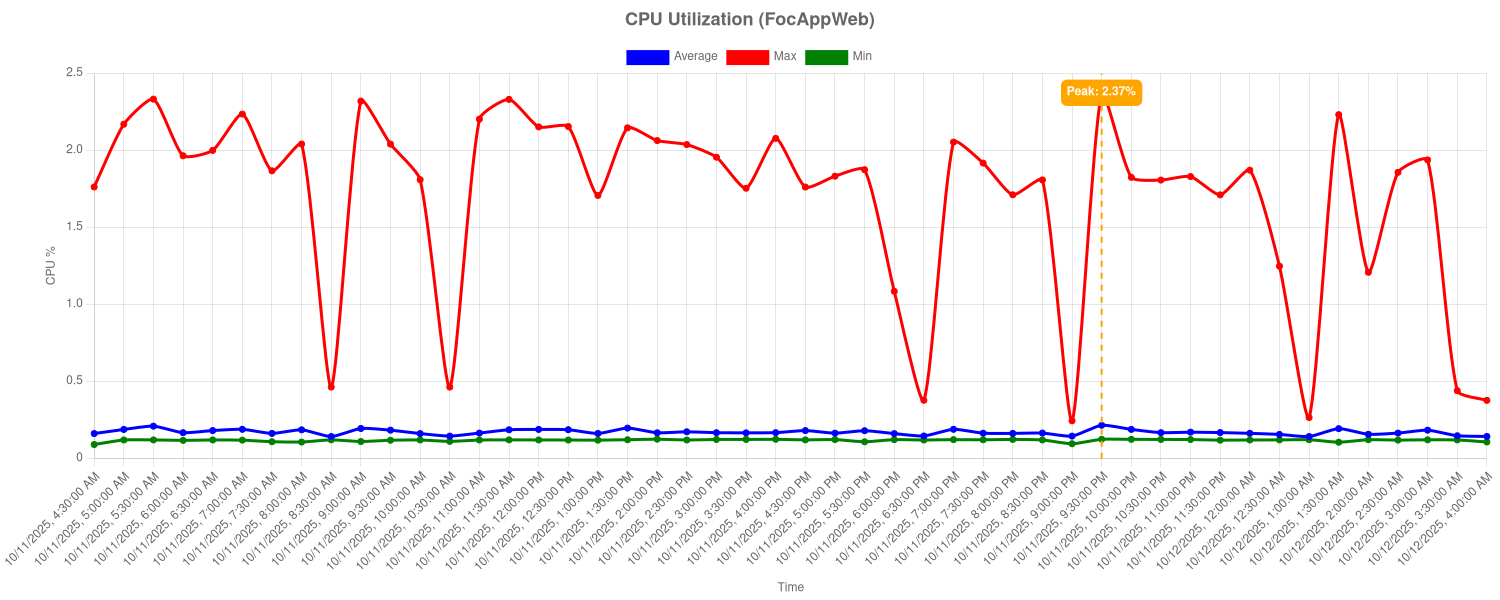 CPU Utilization (FocAppWeb)
Average Max Min
Peak: 2.37%
2.5
2.0
1.5
1.0
0.5
0
CPU %
10/11/2025, 4:30:00 AM
10/11/2025, 5:00:00 AM
10/11/2025, 5:30:00 AM
10/11/2025, 6:00:00 AM
10/11/2025, 6:30:00 AM
10/11/2025, 7:00:00 AM
10/11/2025, 7:30:00 AM
10/11/2025, 8:00:00 AM
10/11/2025, 8:30:00 AM
10/11/2025, 9:00:00 AM
10/11/2025, 9:30:00 AM
10/11/2025, 10:00:00 AM
10/11/2025, 10:30:00 AM
10/11/2025, 11:00:00 AM
10/11/2025, 11:30:00 AM
10/11/2025, 12:00:00 PM
10/11/2025, 12:30:00 PM
10/11/2025, 1:00:00 PM
10/11/2025, 1:30:00 PM
10/11/2025, 2:00:00 PM
10/11/2025, 2:30:00 PM
10/11/2025, 3:00:00 PM
10/11/2025, 3:30:00 PM
10/11/2025, 4:00:00 PM
10/11/2025, 4:30:00 PM
10/11/2025, 5:00:00 PM
10/11/2025, 5:30:00 PM
10/11/2025, 6:00:00 PM
10/11/2025, 6:30:00 PM
10/11/2025, 7:00:00 PM
10/11/2025, 7:30:00 PM
10/11/2025, 8:00:00 PM
10/11/2025, 8:30:00 PM
10/11/2025, 9:00:00 PM
10/11/2025, 9:30:00 PM
10/11/2025, 10:00:00 PM
10/11/2025, 10:30:00 PM
10/11/2025, 11:00:00 PM
10/11/2025, 11:30:00 PM
10/12/2025, 12:00:00 AM
10/12/2025, 12:30:00 AM
10/12/2025, 1:00:00 AM
10/12/2025, 1:30:00 AM
10/12/2025, 2:00:00 AM
10/12/2025, 2:30:00 AM
10/12/2025, 3:00:00 AM
10/12/2025, 3:30:00 AM
10/12/2025, 4:00:00 AM
Time